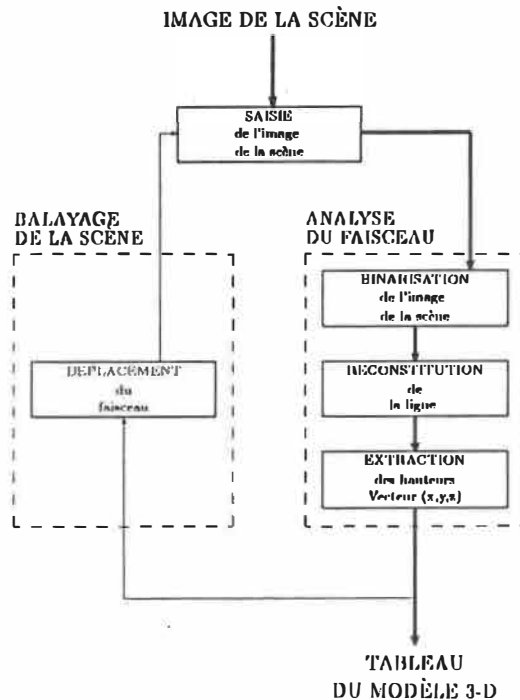 IMAGE DE LA SCÈNE
SAISIE
de l'image
de la scène
BALAYAGE
DE LA SCÈNE
ANALYSE
DU FAISCEAU
BINARISATION
de l'image
de la scène
DEPLACEMENT
du
faisceau
RECONSTITUTION
de
la ligne
EXTRACTION
des hauteurs
Vecteur (x,y,z)
TABLEAU
DU MODÈLE 3-D